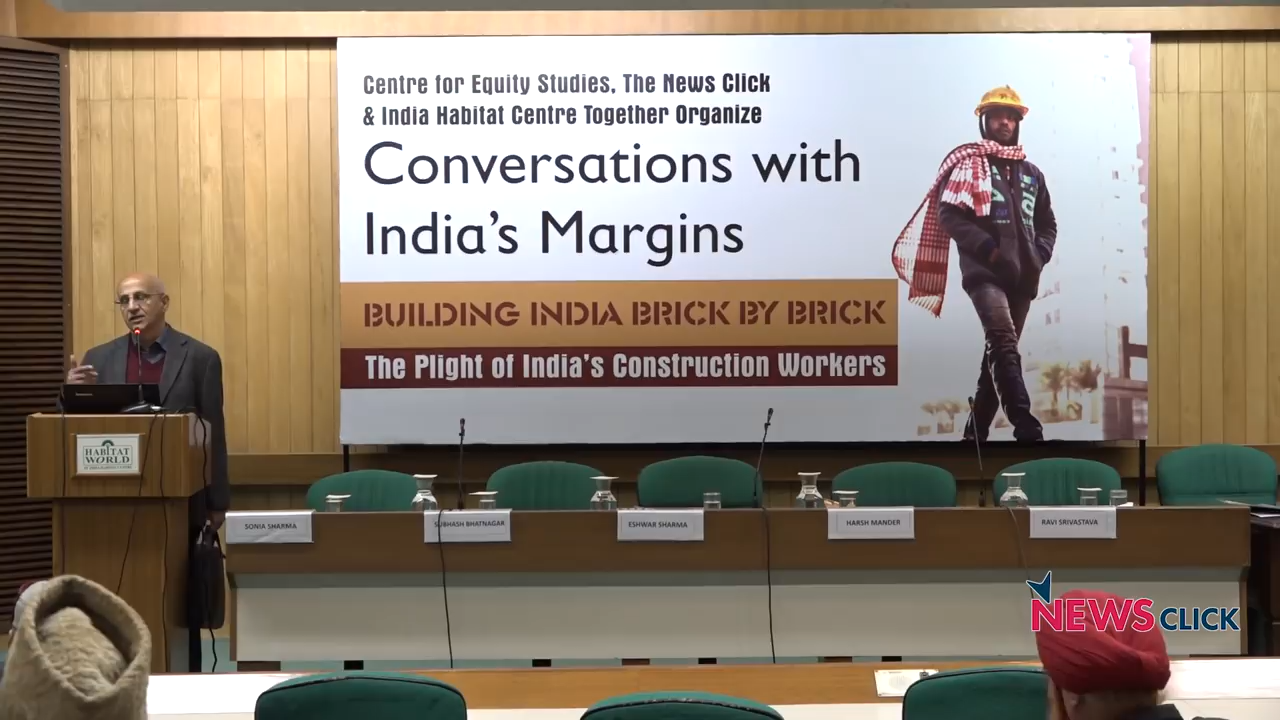 Centre for Equity Studies, The News Click
& India Habitat Centre Together Organize
Conversations with
India's Margins
BUILDING INDIA BRICK BY BRICK
The Plight of India's Construction Workers
HABITAT
WORLD
SONIA SHARMA
SUBHASH BHATNAGAR
ESHWAR SHARMA
HARSH MANDER
RAVI SRIVASTAVA
NEWSCLICK